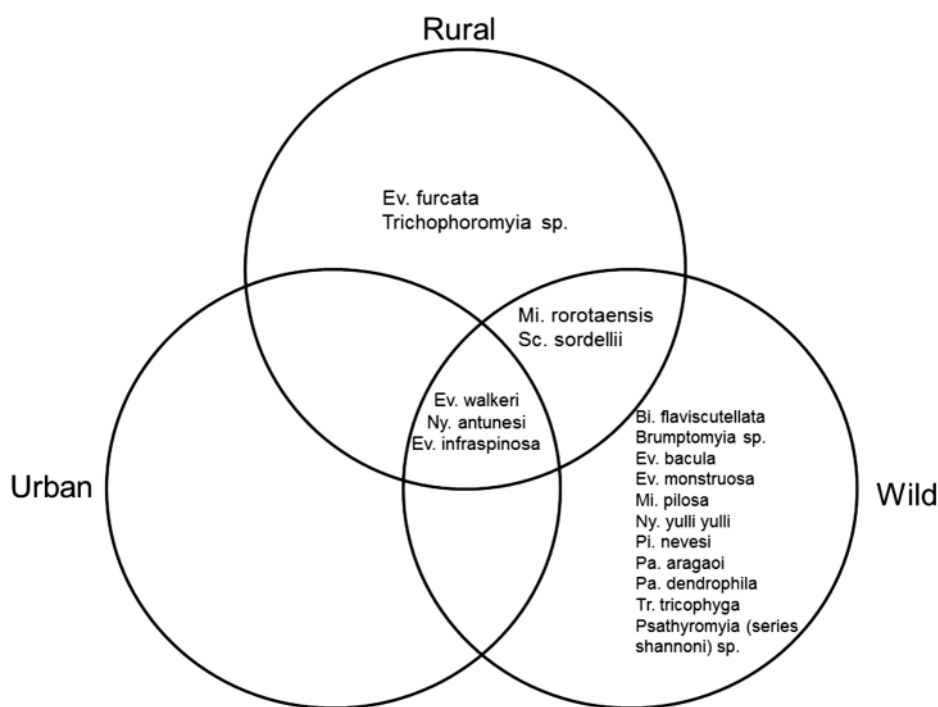 Rural
Ev. furcata
Trichophoromyia sp.
Mi. rorotaensis
Sc. sordellii
Ev. walkeri
Ny. antunesi
Ev. infraspinosa
Urban
Wild
Bi. flaviscutellata
Brumptomyia sp.
Ev. bacula
Ev. monstruosa
Mi. pilosa
Ny. yulli yulli
Pi. nevesi
Pa. aragaoi
Pa. dendrophila
Tr. tricophyga
Psathyromyia (series
shannoni) sp.